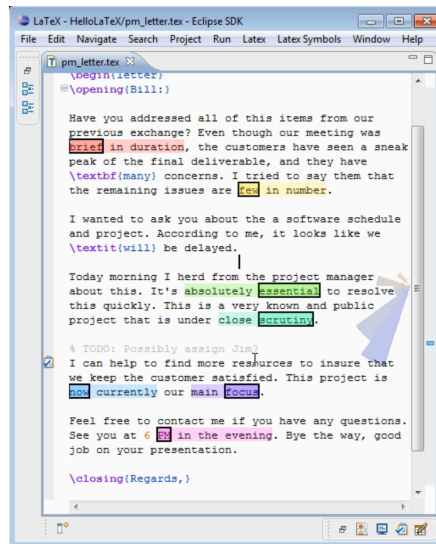 LaTeX - HelloLaTeX/pm_letter.tex - Eclipse SDK
File Edit Navigate Search Project Run Latex Latex Symbols Window Help
pm_letter.tex
\begin{letter}
\opening{Bill:}
Have you addressed all of this items from our
previous exchange? Even though our meeting was
brief in duration, the customers have seen a sneak
peak of the final deliverable, and they have
\textbf{many} concerns. I tried to say them that
the remaining issues are few in number.
I wanted to ask you about the a software schedule
and project. According to me, it looks like we
\textit{will} be delayed.
Today morning I herd from the project manager
about this. It's absolutely essential to resolve
this quickly. This is a very known and public
project that is under close scrutiny.
% TODO: Possibly assign Jim?
I can help to find more resources to insure that
we keep the customer satisfied. This project is
now currently our main focus.
Feel free to contact me if you have any questions.
See you at 6 PM in the evening. Bye the way, good
job on your presentation.
\closing{Regards,}